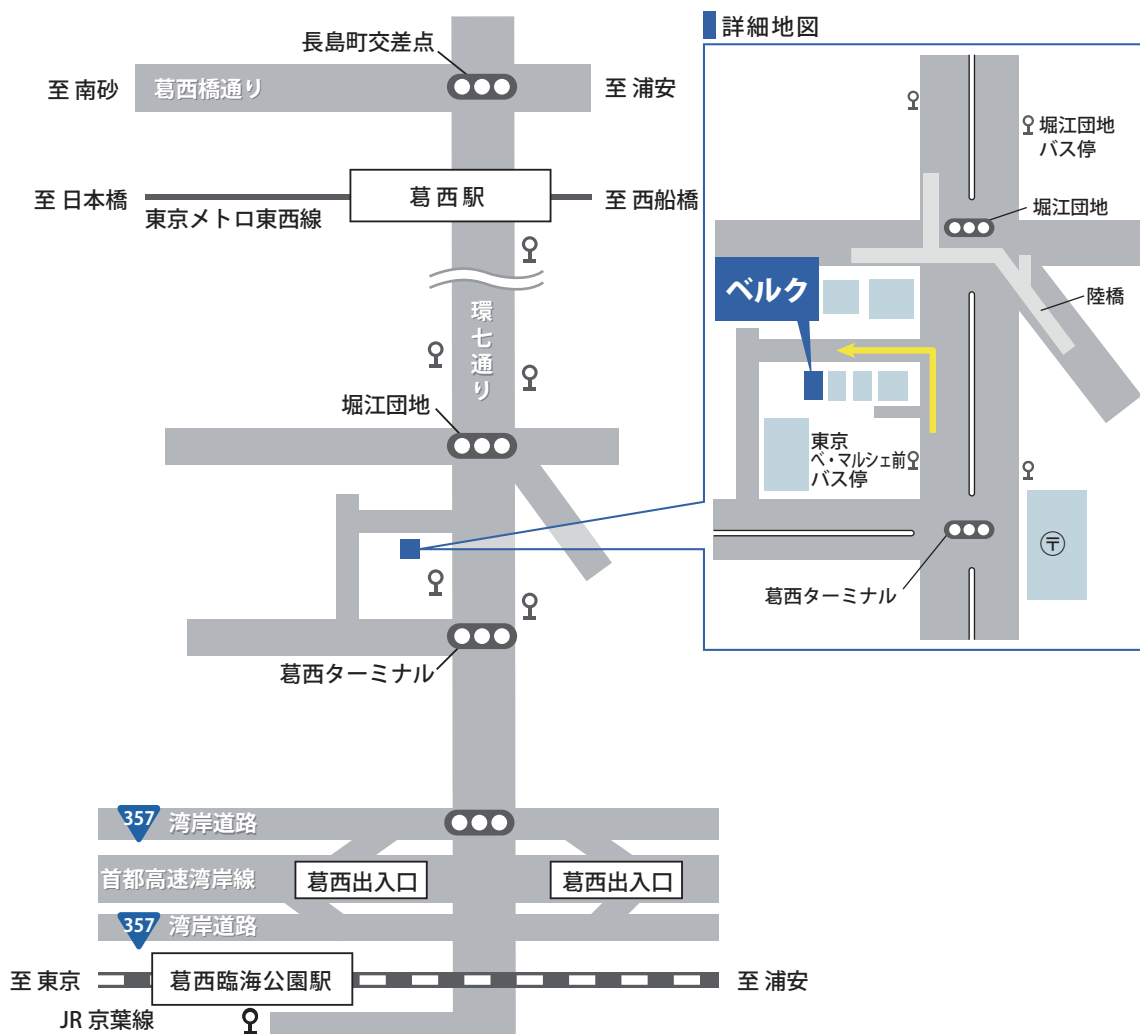 長島町交差点
至 南砂
葛西橋通り
至 浦安
至 日本橋
東京メトロ東西線
葛西駅
至 西船橋
環七通り
堀江団地
葛西ターミナル
357
湾岸道路
首都高速湾岸線
葛西出入口
葛西出入口
357
湾岸道路
至 東京
葛西臨海公園駅
至 浦安
JR 京葉線
詳細地図
堀江団地
バス停
堀江団地
陸橋
ベルク
東京
ベ・マルシェ前
バス停
〒
葛西ターミナル